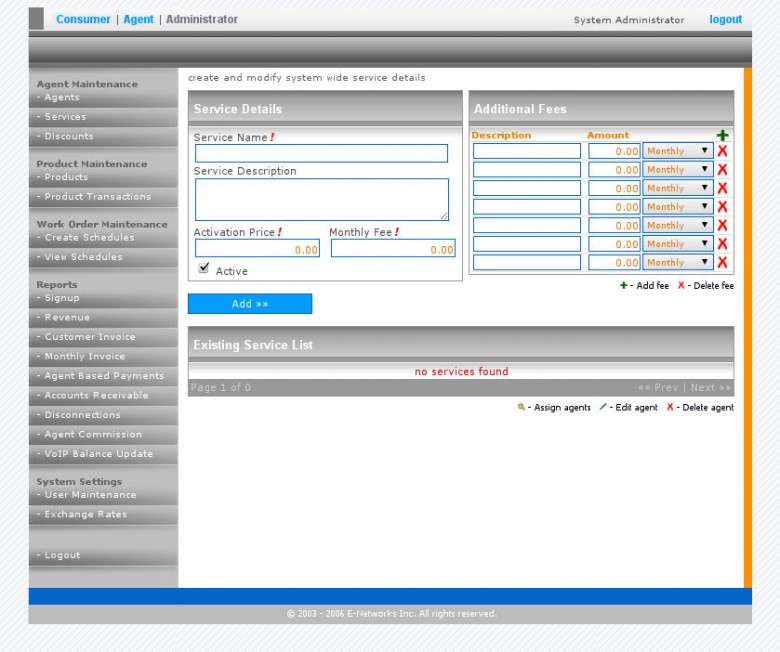 Consumer | Agent | Administrator
System Administrator logout
Agent Maintenance
- Agents
- Services
- Discounts
Product Maintenance
- Products
- Product Transactions
Work Order Maintenance
- Create Schedules
- View Schedules
Reports
- Signup
- Revenue
- Customer Invoice
- Monthly Invoice
- Agent Based Payments
- Accounts Receivable
- Disconnections
- Agent Commission
- VoIP Balance Update
System Settings
- User Maintenance
- Exchange Rates
- Logout
create and modify system wide service details
Service Details
Service Name !
Service Description
Activation Price ! Monthly Fee !
0.00 0.00
Active
Add »»
Additional Fees
Description Amount
0.00 Monthly X
0.00 Monthly X
0.00 Monthly X
0.00 Monthly X
0.00 Monthly X
0.00 Monthly X
0.00 Monthly X
+ - Add fee X - Delete fee
Existing Service List
no services found
Page 1 of 0 «« Prev | Next »»
- Assign agents - Edit agent X - Delete agent
© 2003 - 2006 E-Networks Inc. All rights reserved.